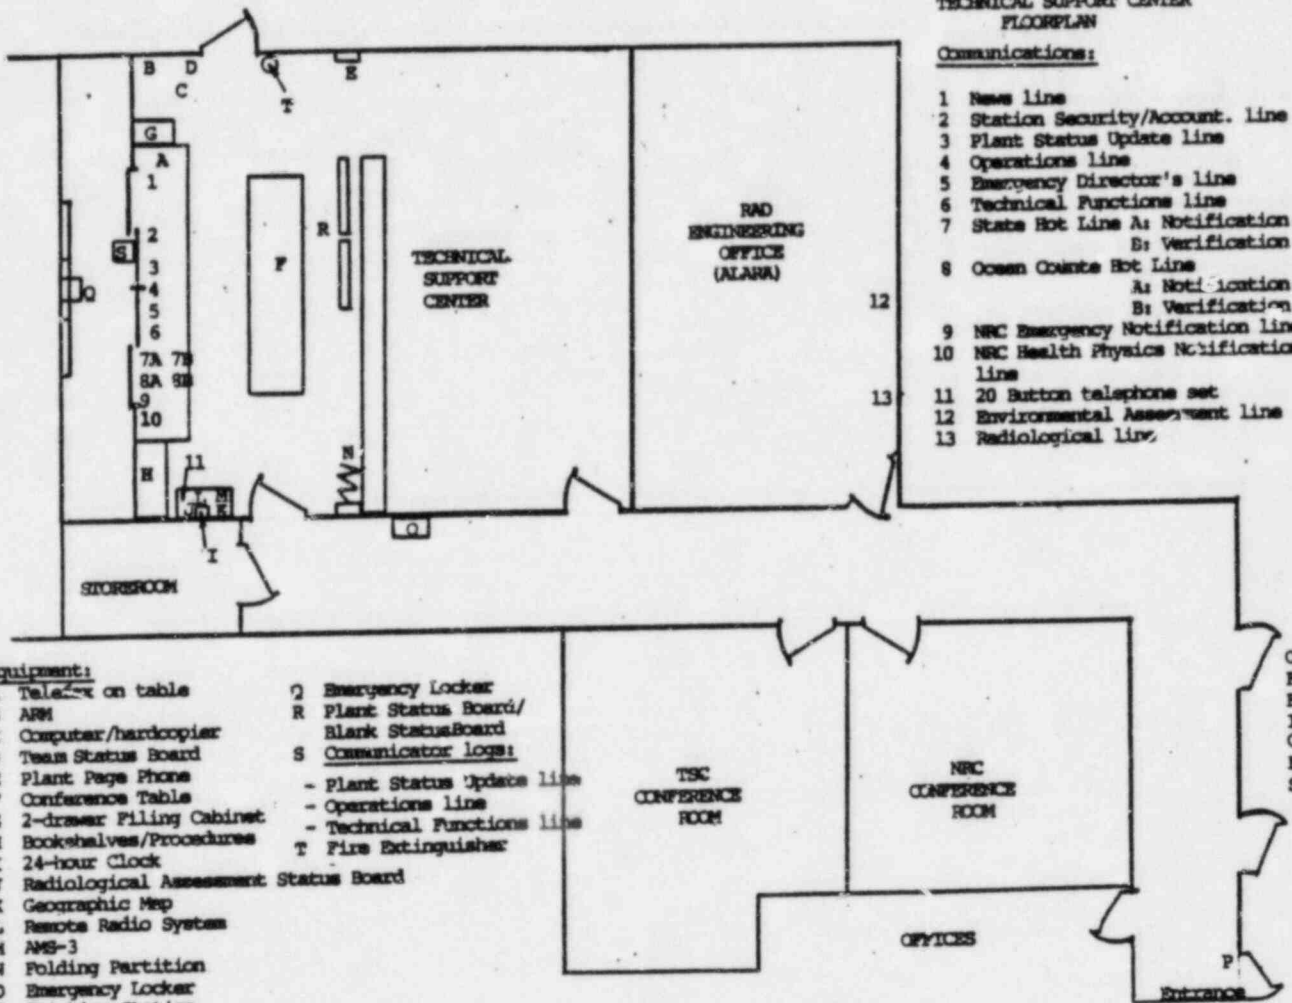 TECHNICAL SUPPORT CENTER
FLOORPLAN
Communications:
1 News line
2 Station Security/Account. line
3 Plant Status Update line
4 Operations line
5 Emergency Director's line
6 Technical Functions line
7 State Hot Line A: Notification
B: Verification
8 Ocean Counte Hot Line
A: Notification
B: Verification
9 NRC Emergency Notification line
10 NRC Health Physics Notification
line
11 20 Button telephone set
12 Environmental Assessment line
13 Radiological line
B D
C
E
T
G
A
1
2
S
3
4
5
6
7A 7B
8A 8B
9
10
Q
F
R
H
11
I
N
O
TECHNICAL
SUPPORT
CENTER
RAD
ENGINEERING
OFFICE
(ALARA)
12
13
STOREROOM
TSC
CONFERENCE
ROOM
NRC
CONFERENCE
ROOM
OFFICES
P
Entrance
Equipment:
Telefax on table
ARM
Computer/hardcopier
Team Status Board
Plant Page Phone
Conference Table
2-drawer Filing Cabinet
Bookshelves/Procedures
24-hour Clock
Radiological Assessment Status Board
Geographic Map
Remote Radio System
AMS-3
Folding Partition
Emergency Locker
Q Emergency Locker
R Plant Status Board/
Blank StatusBoard
S Communicator logs:
- Plant Status Update line
- Operations line
- Technical Functions line
T Fire Extinguisher